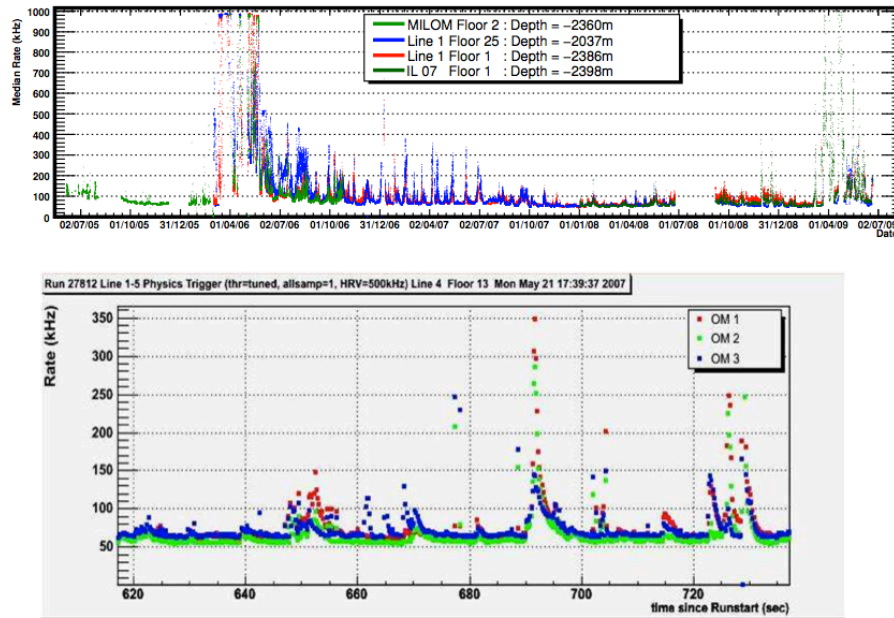 1000
900
800
700
600
500
400
300
200
100
0
Median Rate (kHz)
MILOM Floor 2 : Depth = -2360m
Line 1 Floor 25 : Depth = -2037m
Line 1 Floor 1 : Depth = -2386m
IL 07 Floor 1 : Depth = -2398m
02/07/05 01/10/05 31/12/05 01/04/06 02/07/06 01/10/06 31/12/06 02/04/07 02/07/07 01/10/07 01/01/08 01/04/08 01/07/08 01/10/08 31/12/08 01/04/09 02/07/09
Date
Run 27812 Line 1-5 Physics Trigger (thr=tuned, allsamp=1, HRV=500kHz) Line 4 Floor 13 Mon May 21 17:39:37 2007
Rate (kHz)
350
300
250
200
150
100
50
0
OM 1
OM 2
OM 3
620 640 660 680 700 720
time since Runstart (sec)